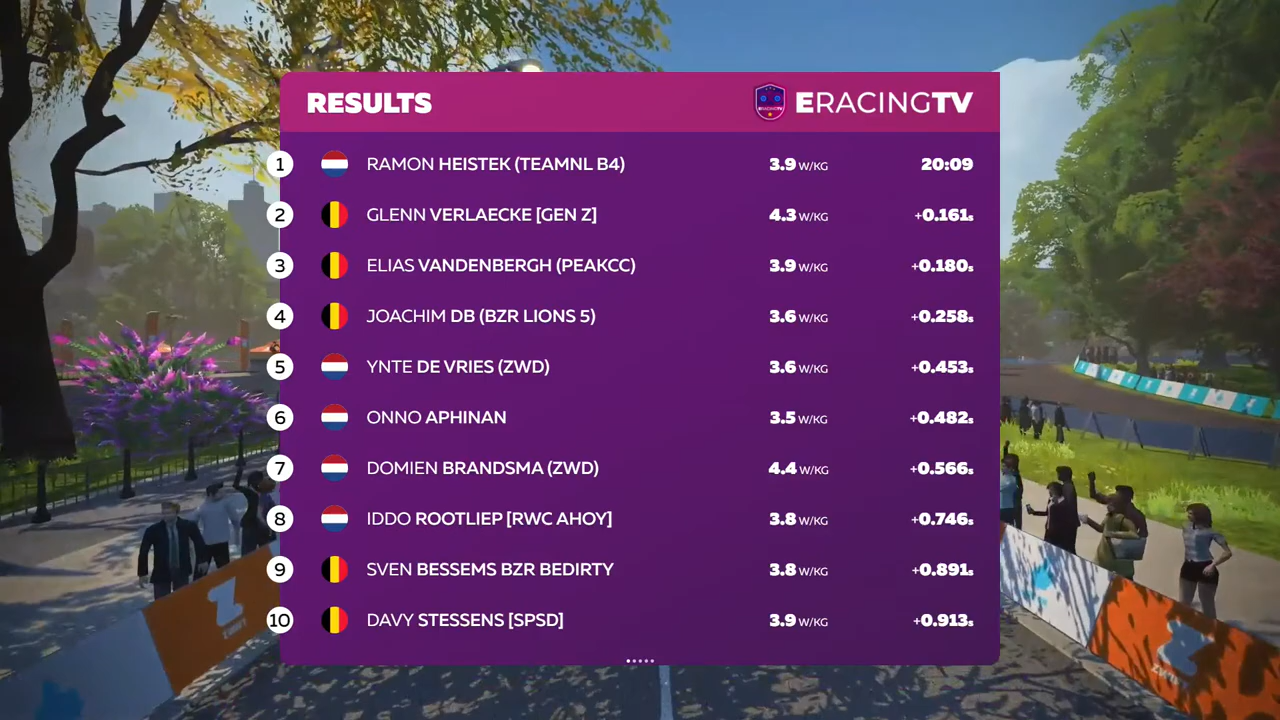 RESULTS
ERACINGTV
1 RAMON HEISTEK (TEAMNL B4) 3.9 W/KG 20:09
2 GLENN VERLAECKE [GEN Z] 4.3 W/KG +0.161s
3 ELIAS VANDENBERGH (PEAKCC) 3.9 W/KG +0.180s
4 JOACHIM DB (BZR LIONS 5) 3.6 W/KG +0.258s
5 YNTE DE VRIES (ZWD) 3.6 W/KG +0.453s
6 ONNO APHINAN 3.5 W/KG +0.482s
7 DOMIEN BRANDSMA (ZWD) 4.4 W/KG +0.566s
8 IDDO ROOTLIEP [RWC AHOY] 3.8 W/KG +0.746s
9 SVEN BESSEMS BZR BEDIRTY 3.8 W/KG +0.891s
10 DAVY STESSENS [SPSD] 3.9 W/KG +0.913s
ZWIFT
ZWIFT